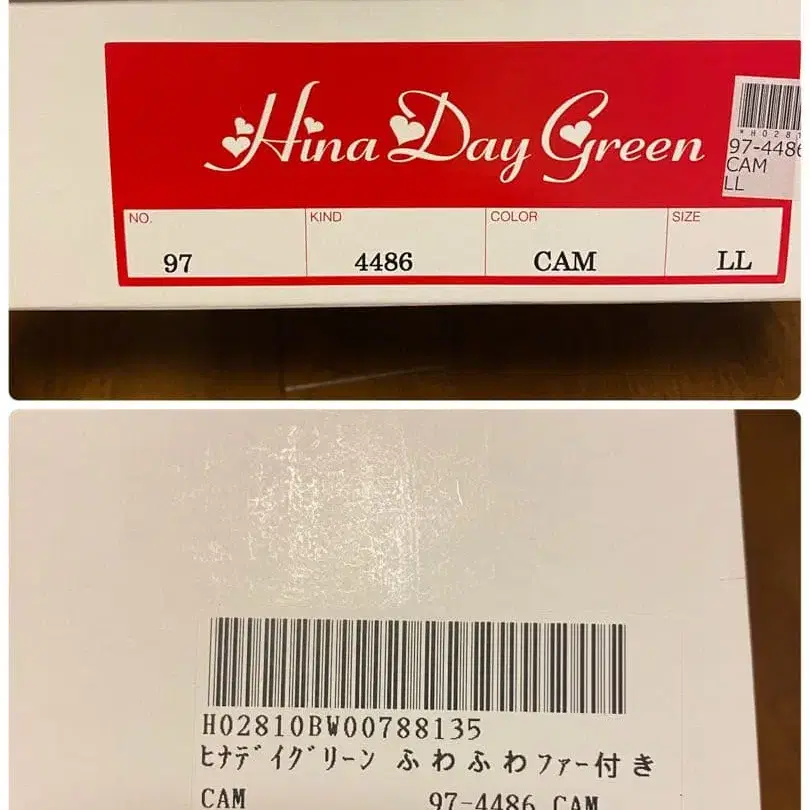 Hina Day Green
NO. KIND COLOR SIZE
97 4486 CAM LL
*H0281
97-4486
CAM
LL
H02810BW00788135
ﾋﾅﾃﾞｲｸﾞﾘｰﾝ ふわふわファー付き
CAM 97-4486 CAM